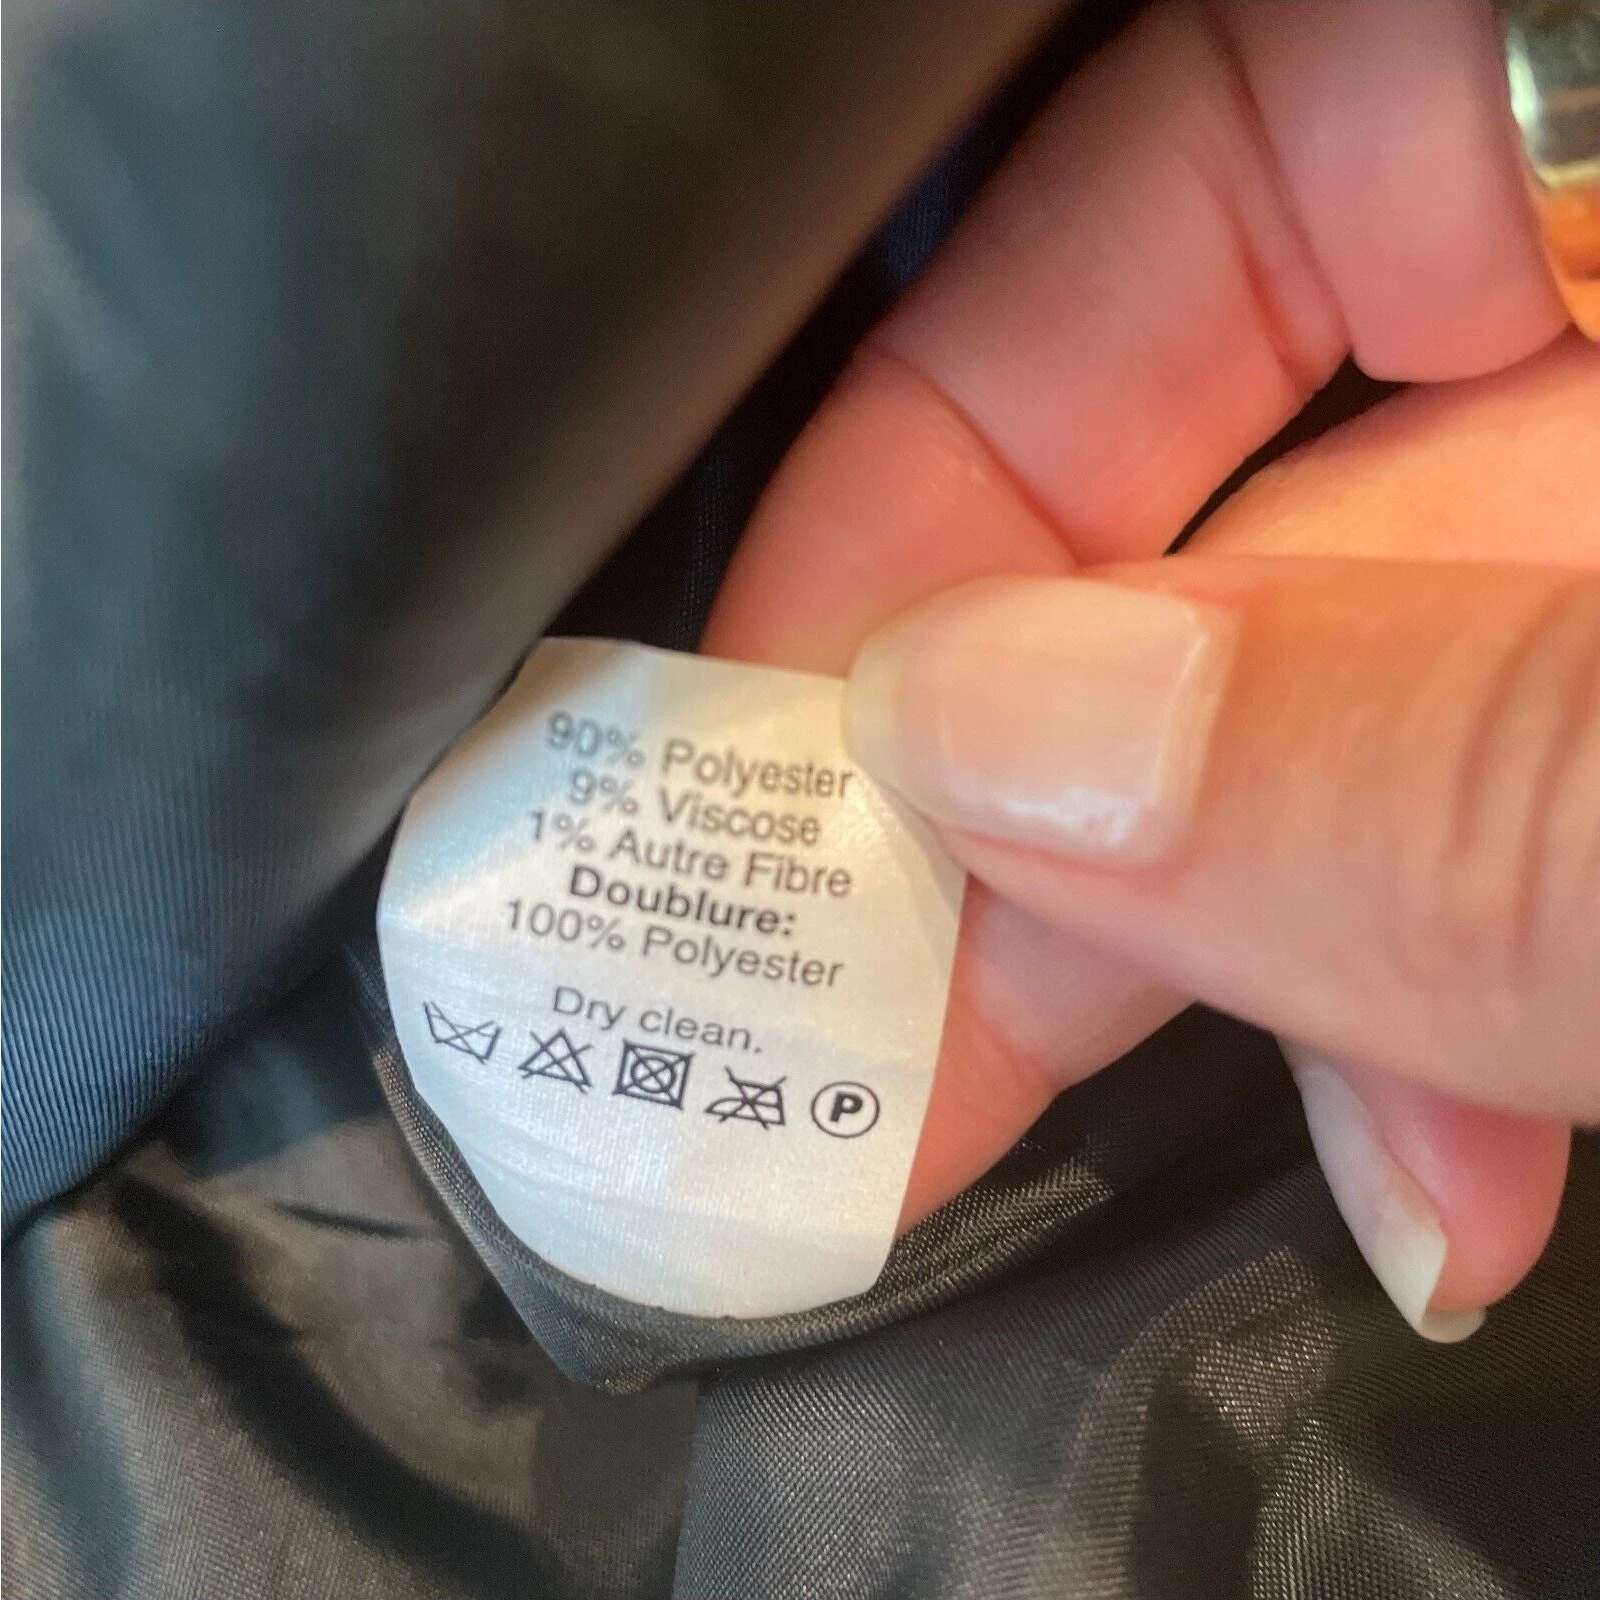 90% Polyester
9% Viscose
1% Autre Fibre
Doublure:
100% Polyester
Dry clean.
P